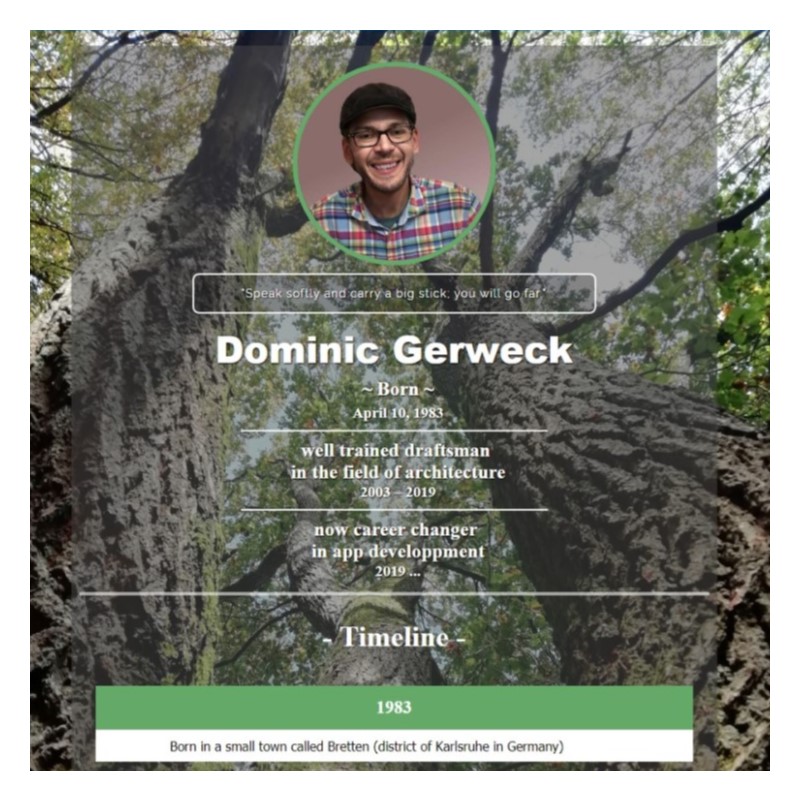 "Speak softly and carry a big stick; you will go far."
Dominic Gerweck
~ Born ~
April 10, 1983
well trained draftsman
in the field of architecture
2003 – 2019
now career changer
in app developpment
2019 ...
- Timeline -
1983
Born in a small town called Bretten (district of Karlsruhe in Germany)